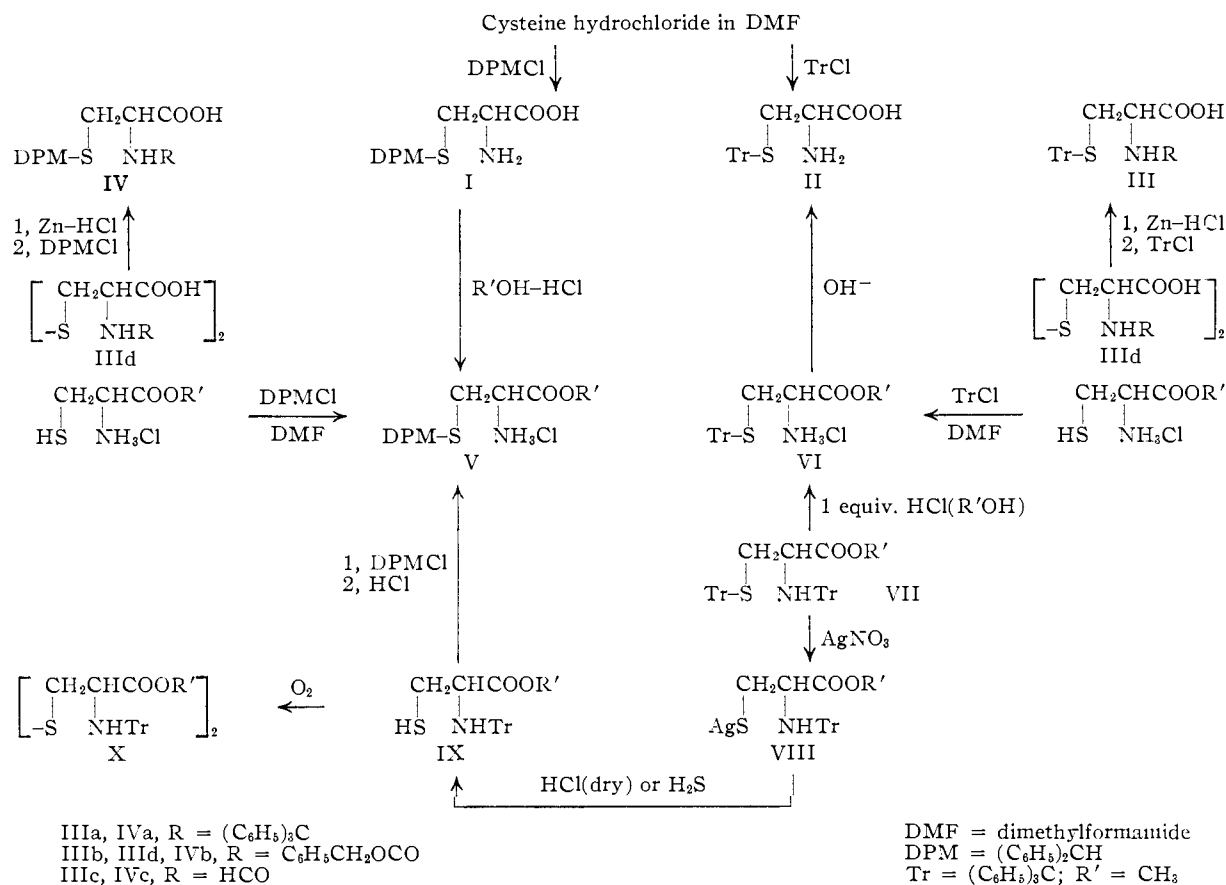 Cysteine hydrochloride in DMF
DPMCl
TrCl
CH₂CHCOOH
DPM–S NHR
IV
CH₂CHCOOH
DPM–S NH₂
I
CH₂CHCOOH
Tr–S NH₂
II
CH₂CHCOOH
Tr–S NHR
III
1, Zn–HCl
2, DPMCl
R′OH–HCl
OH⁻
1, Zn–HCl
2, TrCl
[ CH₂CHCOOH
–S NHR ]₂
IIId
[ CH₂CHCOOH
–S NHR ]₂
IIId
CH₂CHCOOR′
HS NH₃Cl
DPMCl
DMF
CH₂CHCOOR′
DPM–S NH₃Cl
V
CH₂CHCOOR′
Tr–S NH₃Cl
VI
TrCl
DMF
CH₂CHCOOR′
HS NH₃Cl
1, DPMCl
2, HCl
1 equiv. HCl(R′OH)
CH₂CHCOOR′
Tr–S NHTr VII
AgNO₃
[ CH₂CHCOOR′
–S NHTr ]₂
X
O₂
CH₂CHCOOR′
HS NHTr
IX
CH₂CHCOOR′
AgS NHTr
VIII
HCl(dry) or H₂S
IIIa, IVa, R = (C₆H₅)₃C
IIIb, IIId, IVb, R = C₆H₅CH₂OCO
IIIc, IVc, R = HCO
DMF = dimethylformamide
DPM = (C₆H₅)₂CH
Tr = (C₆H₅)₃C; R′ = CH₃